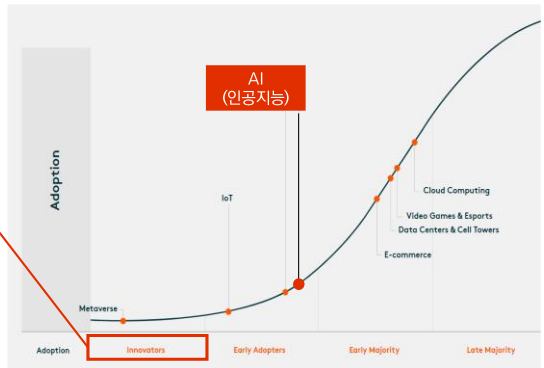 AI
(인공지능)
Adoption
IoT
Cloud Computing
Video Games & Esports
Data Centers & Cell Towers
E-commerce
Metaverse
Adoption
Innovators
Early Adopters
Early Majority
Late Majority